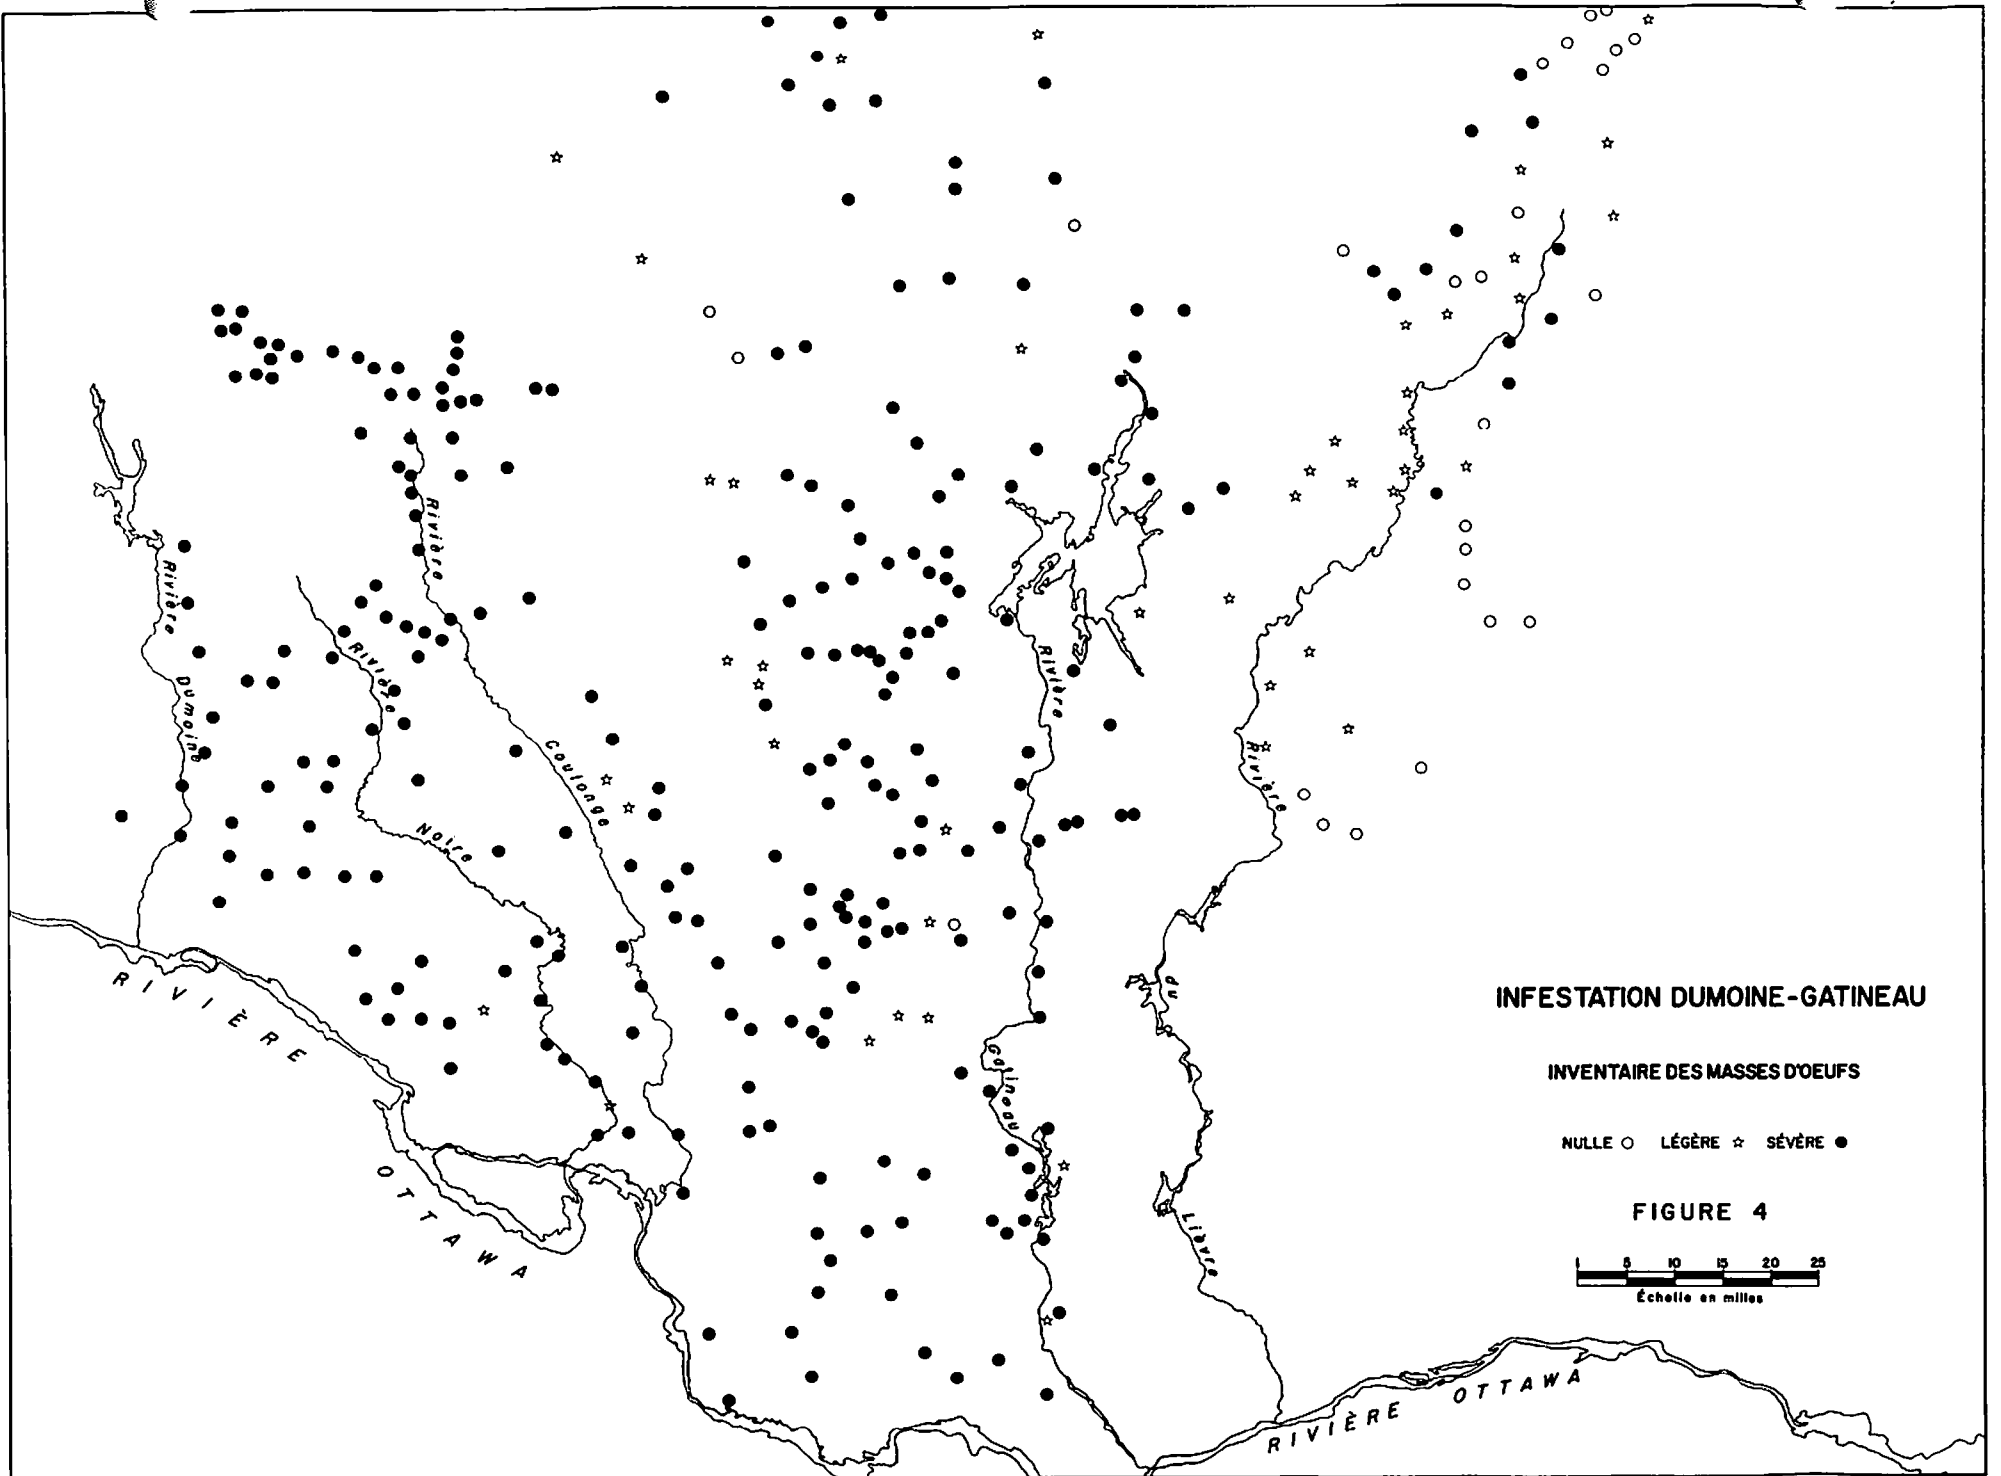 Rivière
Rivière
Dumoine
Rivière
Rivière
Coulonge
Noire
Rivière
du
Gatineau
Lièvre
RIVIÈRE
OTTAWA
INFESTATION DUMOINE-GATINEAU
INVENTAIRE DES MASSES D'OEUFS
NULLE ○ LÉGÈRE ☆ SÉVÈRE ●
FIGURE 4
1 5 10 15 20 25
Échelle en milles
RIVIÈRE OTTAWA